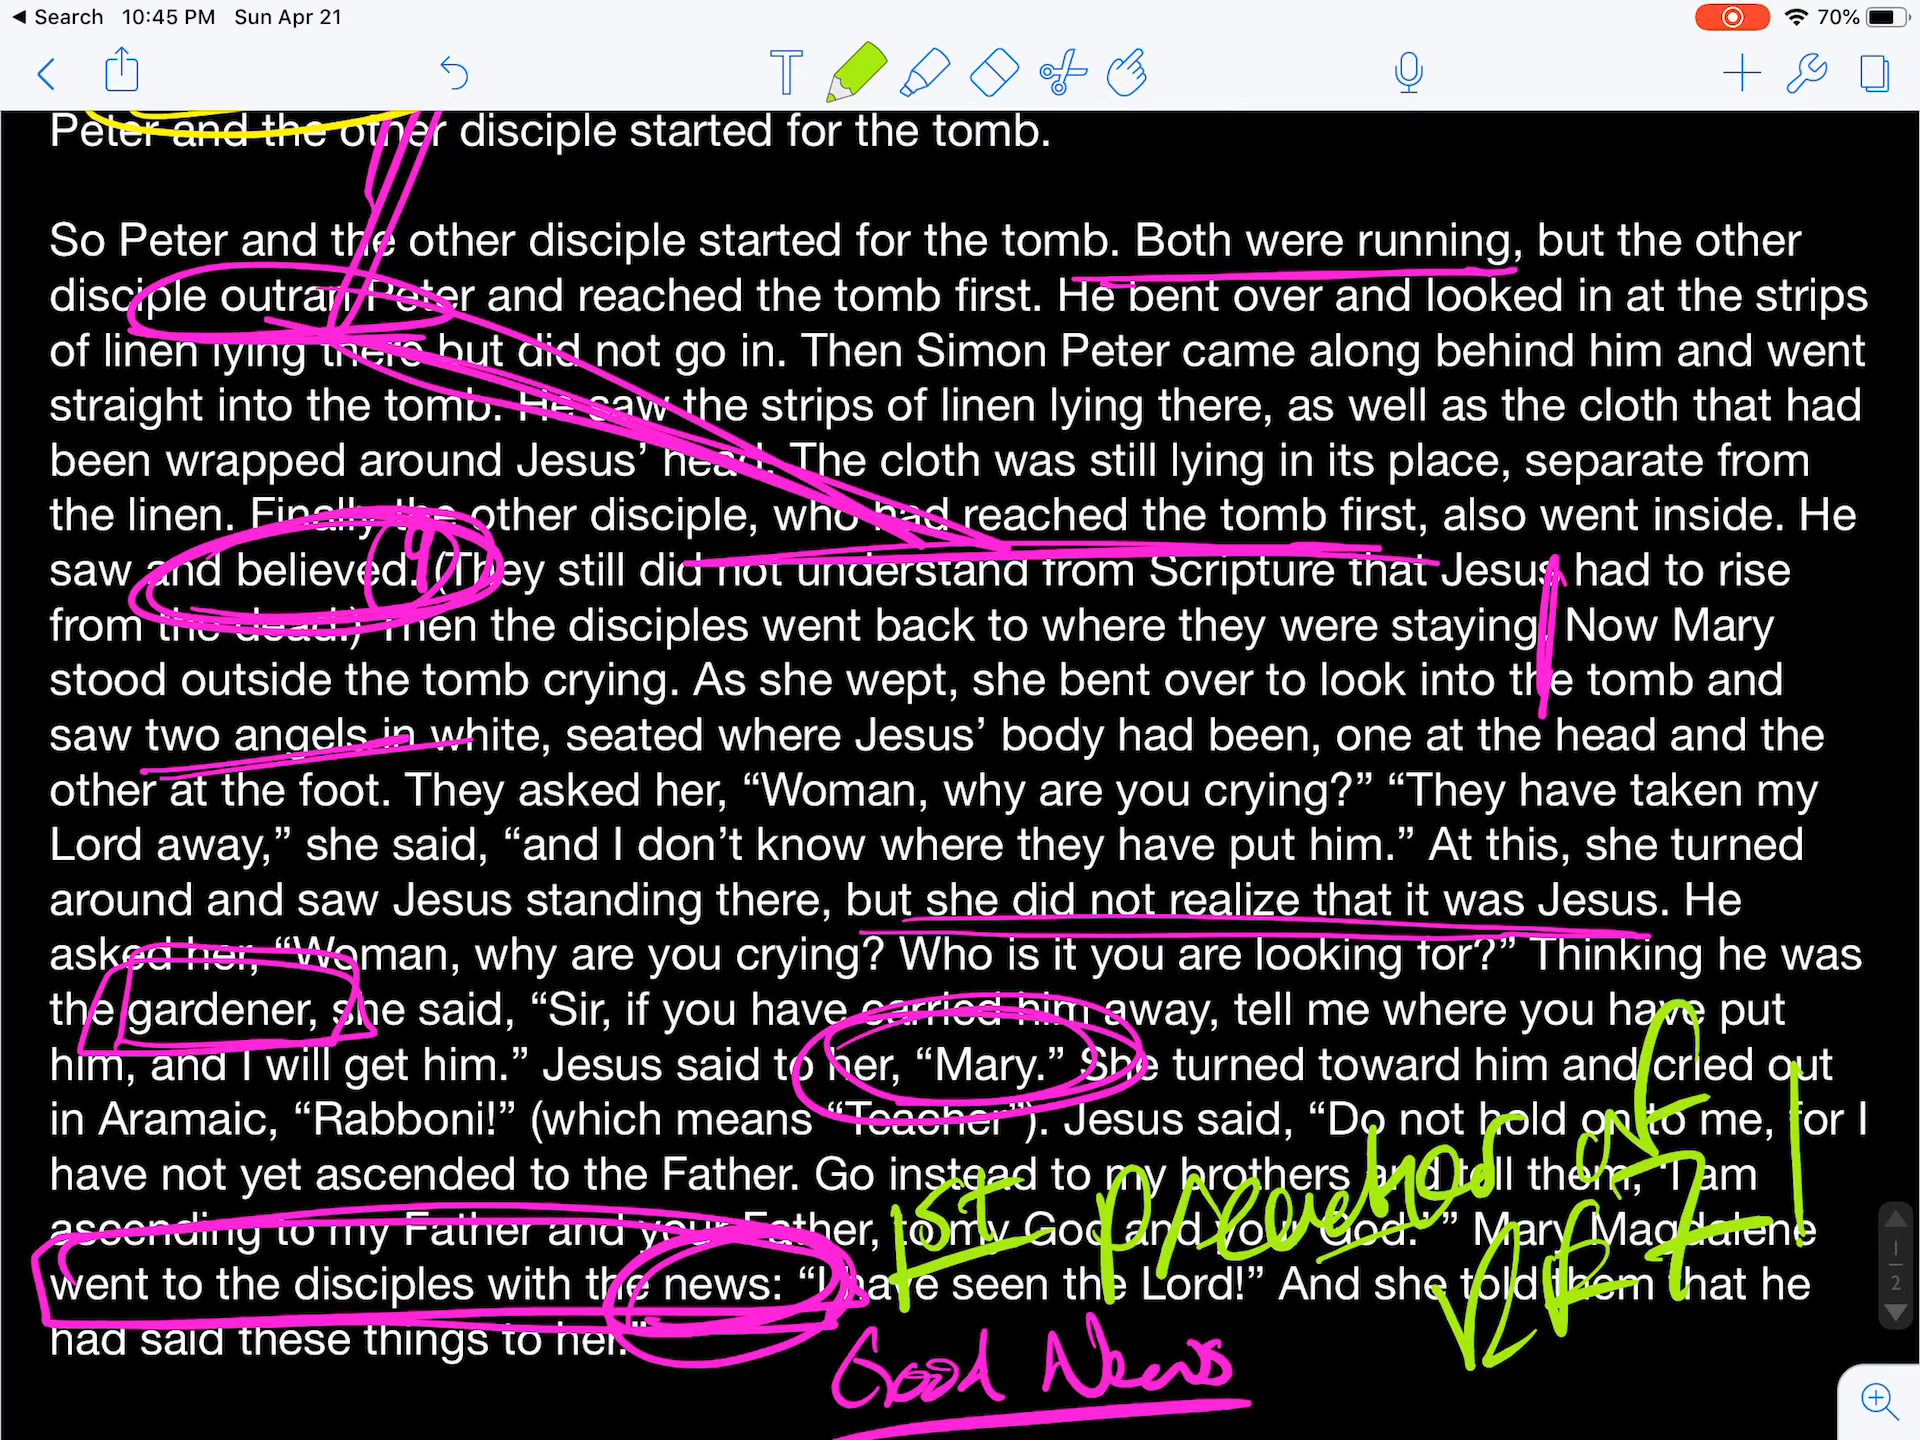 Search 10:45 PM Sun Apr 21 70%
T
Peter and the other disciple started for the tomb.
So Peter and the other disciple started for the tomb. Both were running, but the other
disciple outran Peter and reached the tomb first. He bent over and looked in at the strips
of linen lying there but did not go in. Then Simon Peter came along behind him and went
straight into the tomb. He saw the strips of linen lying there, as well as the cloth that had
been wrapped around Jesus’ head. The cloth was still lying in its place, separate from
the linen. Finally the other disciple, who had reached the tomb first, also went inside. He
saw and believed. (They still did not understand from Scripture that Jesus had to rise
from the dead.) Then the disciples went back to where they were staying. Now Mary
stood outside the tomb crying. As she wept, she bent over to look into the tomb and
saw two angels in white, seated where Jesus’ body had been, one at the head and the
other at the foot. They asked her, “Woman, why are you crying?” “They have taken my
Lord away,” she said, “and I don’t know where they have put him.” At this, she turned
around and saw Jesus standing there, but she did not realize that it was Jesus. He
asked her, “Woman, why are you crying? Who is it you are looking for?” Thinking he was
the gardener, she said, “Sir, if you have carried him away, tell me where you have put
him, and I will get him.” Jesus said to her, “Mary.” She turned toward him and cried out
in Aramaic, “Rabboni!” (which means “Teacher”). Jesus said, “Do not hold on to me, for I
have not yet ascended to the Father. Go instead to my brothers and tell them, ‘I am
ascending to my Father and your Father, to my God and your God.’” Mary Magdalene
went to the disciples with the news: “I have seen the Lord!” And she told them that he
had said these things to her.”
1st preacher of
Good News
1
2